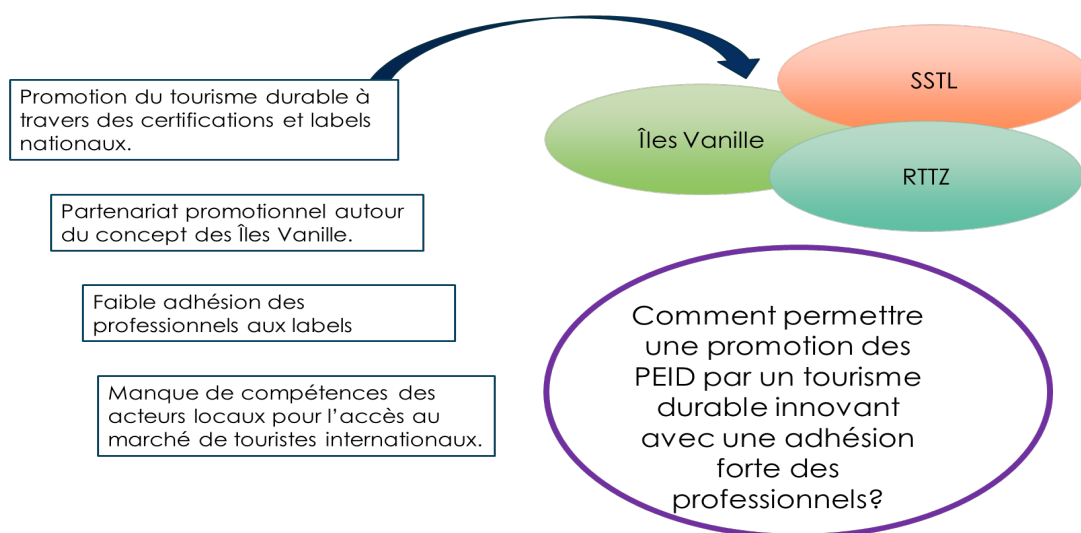 Promotion du tourisme durable à
travers des certifications et labels
nationaux.
Partenariat promotionnel autour
du concept des Îles Vanille.
Faible adhésion des
professionnels aux labels
Manque de compétences des
acteurs locaux pour l'accès au
marché de touristes internationaux.
SSTL
Îles Vanille
RTTZ
Comment permettre
une promotion des
PEID par un tourisme
durable innovant
avec une adhésion
forte des
professionnels?